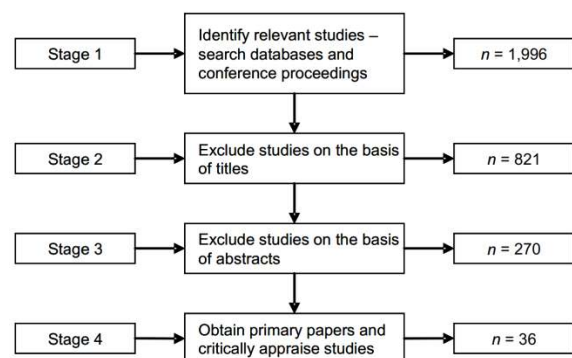 Stage 1
Identify relevant studies –
search databases and
conference proceedings
n = 1,996
Stage 2
Exclude studies on the basis
of titles
n = 821
Stage 3
Exclude studies on the basis
of abstracts
n = 270
Stage 4
Obtain primary papers and
critically appraise studies
n = 36